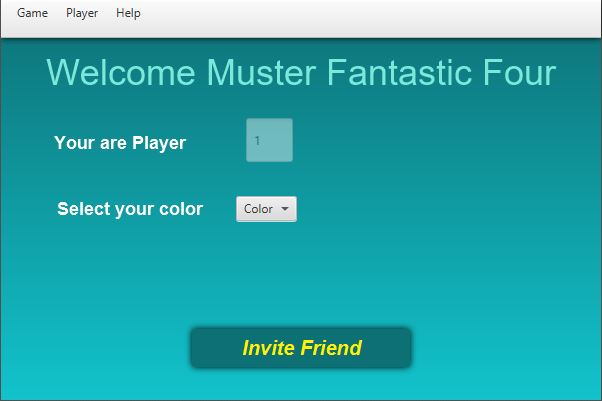 Game Player Help
Welcome Muster Fantastic Four
Your are Player 1
Select your color Color
Invite Friend